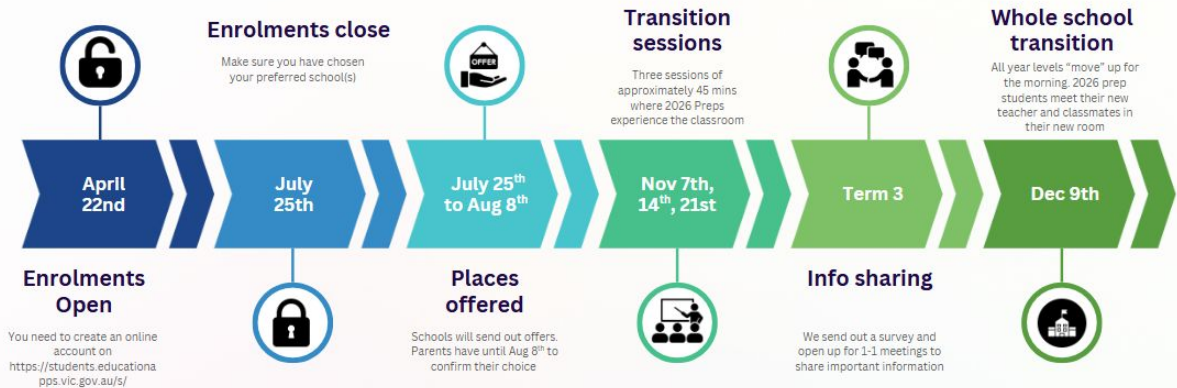 Enrolments close
Make sure you have chosen
your preferred school(s)
OFFER
Transition
sessions
Three sessions of
approximately 45 mins
where 2026 Preps
experience the classroom
Whole school
transition
All year levels “move” up for
the morning. 2026 prep
students meet their new
teacher and classmates in
their new room
April
22nd
July
25th
July 25th
to Aug 8th
Nov 7th,
14th, 21st
Term 3
Dec 9th
Enrolments
Open
You need to create an online
account on
https://students.educationa
pps.vic.gov.au/s/
Places
offered
Schools will send out offers.
Parents have until Aug 8th to
confirm their choice
Info sharing
We send out a survey and
open up for 1-1 meetings to
share important information